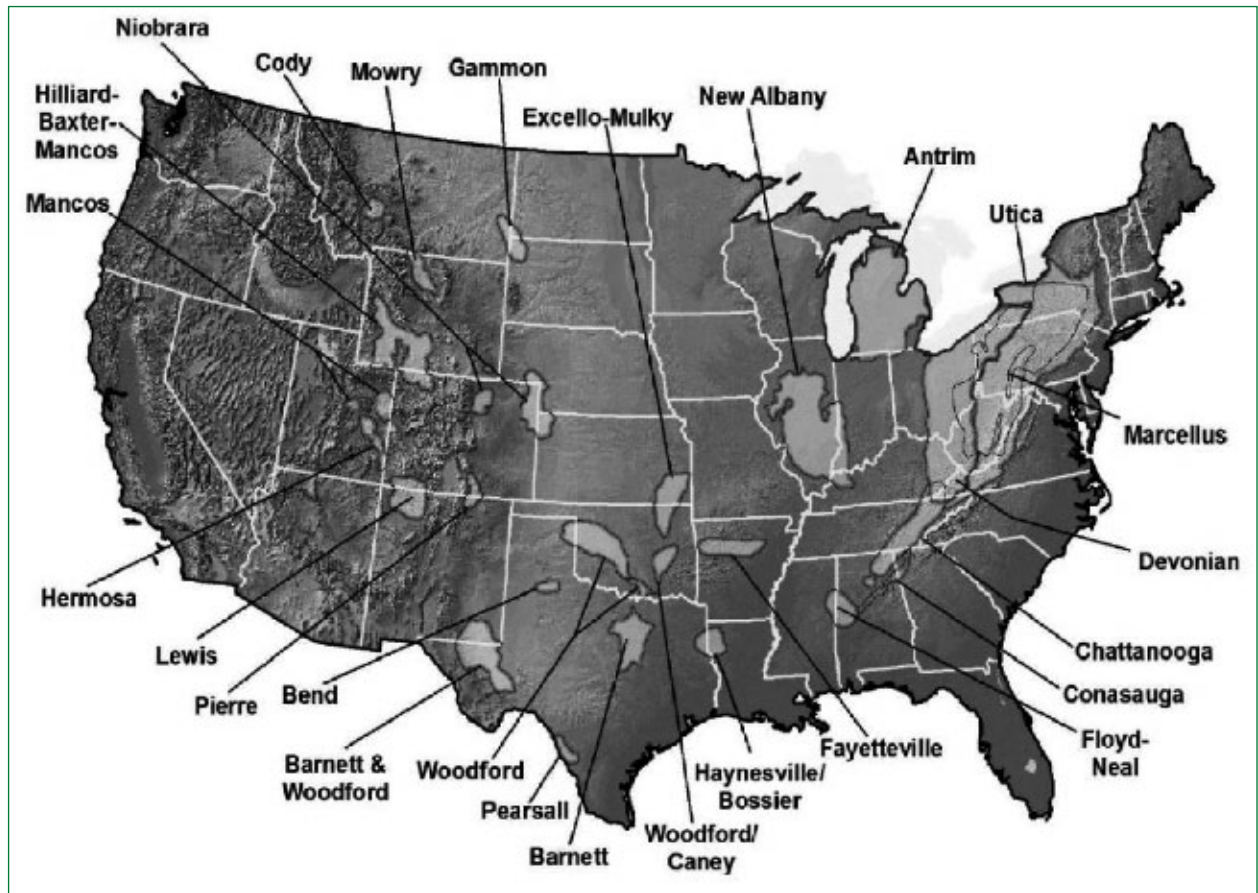 Niobrara
Cody
Mowry
Gammon
Hilliard-
Baxter-
Mancos
Excello-Mulky
New Albany
Antrim
Mancos
Utica
Marcellus
Devonian
Hermosa
Lewis
Pierre
Bend
Chattanooga
Conasauga
Barnett &
Woodford
Woodford
Pearsall
Barnett
Woodford/
Caney
Haynesville/
Bossier
Fayetteville
Floyd-
Neal